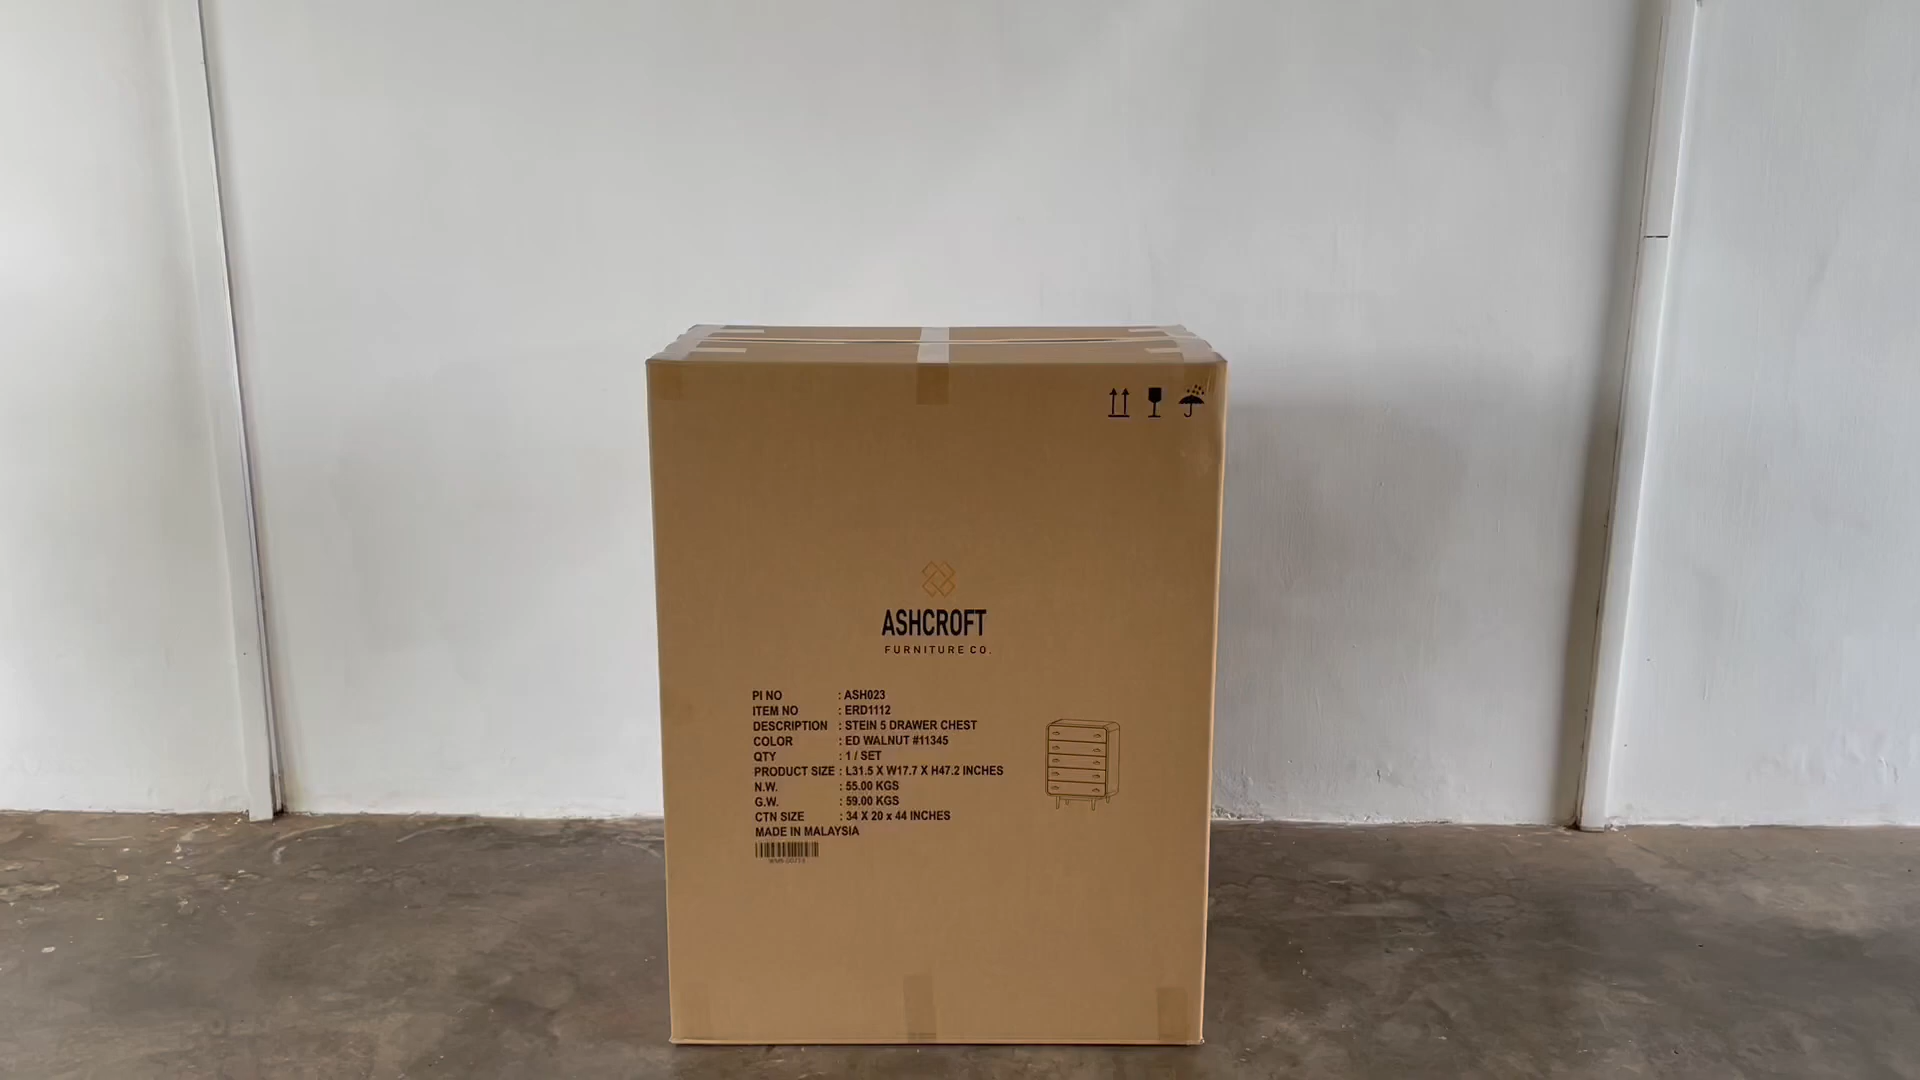 ASHCROFT
FURNITURE CO.
PI NO : ASH023
ITEM NO : ERD1112
DESCRIPTION : STEIN 5 DRAWER CHEST
COLOR : ED WALNUT #11345
QTY : 1 / SET
PRODUCT SIZE : L31.5 X W17.7 X H47.2 INCHES
N.W. : 55.00 KGS
G.W. : 59.00 KGS
CTN SIZE : 34 X 20 x 44 INCHES
MADE IN MALAYSIA